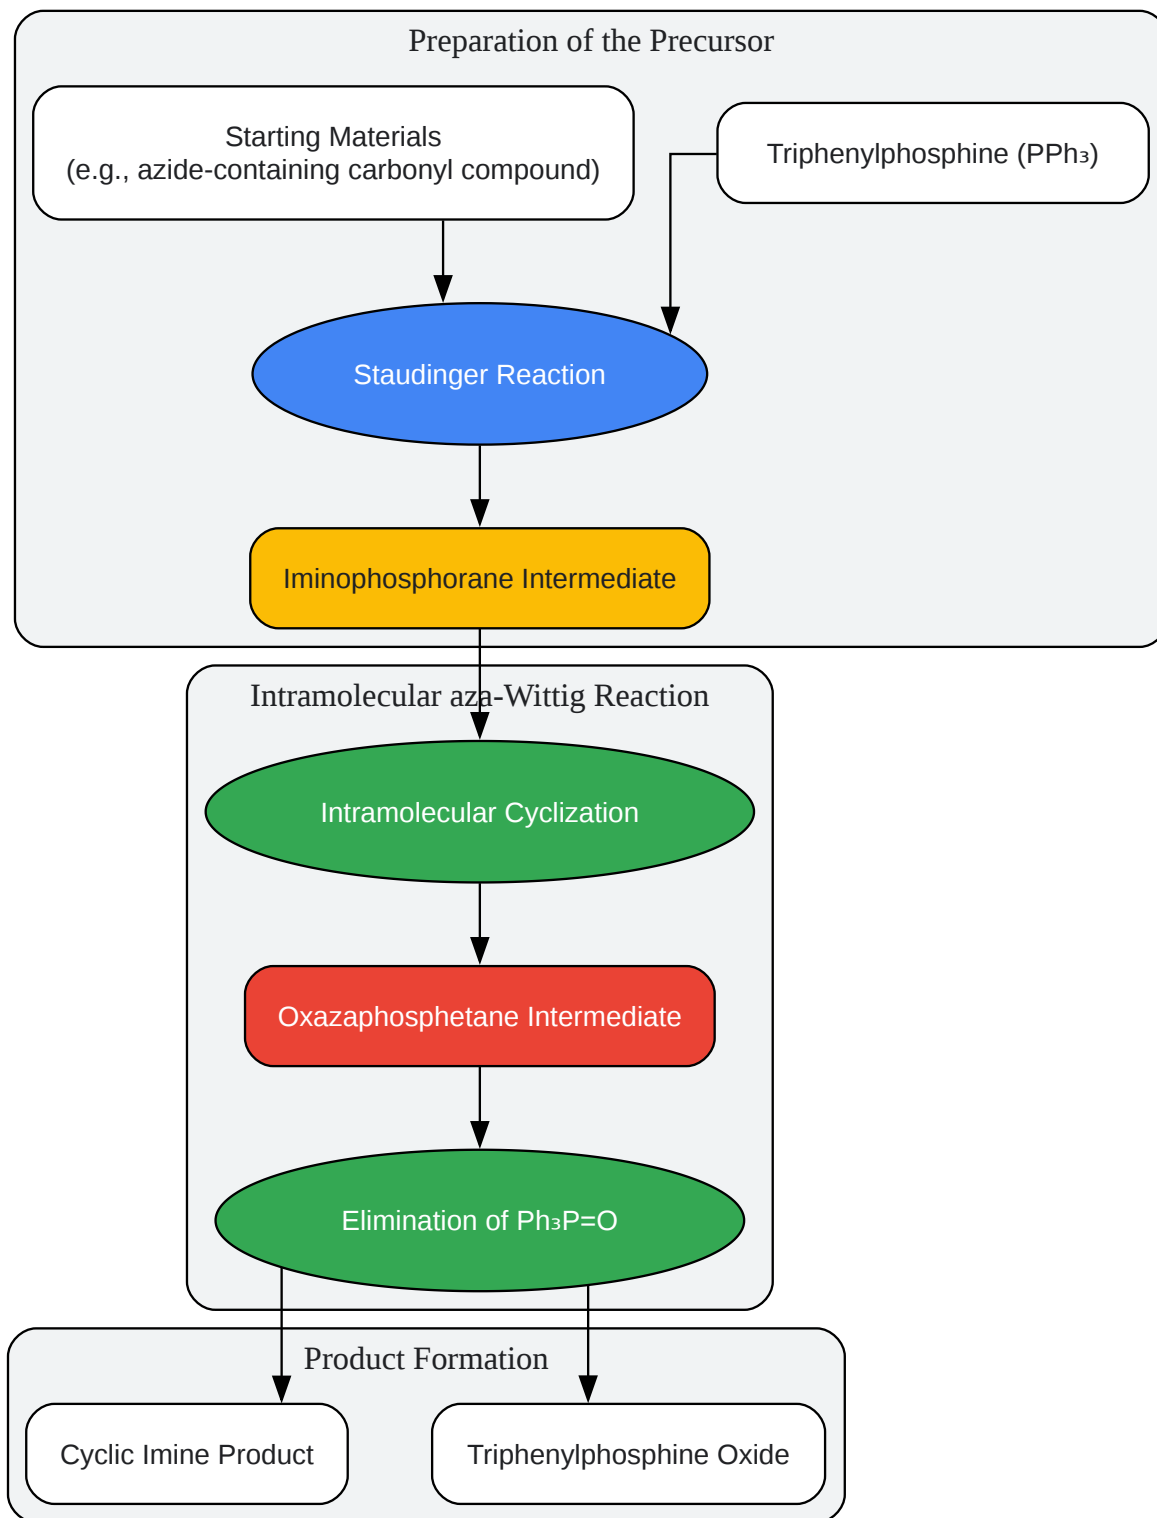 Preparation of the Precursor
Starting Materials
(e.g., azide-containing carbonyl compound)
Triphenylphosphine (PPh₃)
Staudinger Reaction
Iminophosphorane Intermediate
Intramolecular aza-Wittig Reaction
Intramolecular Cyclization
Oxazaphosphetane Intermediate
Elimination of Ph₃P=O
Product Formation
Cyclic Imine Product
Triphenylphosphine Oxide